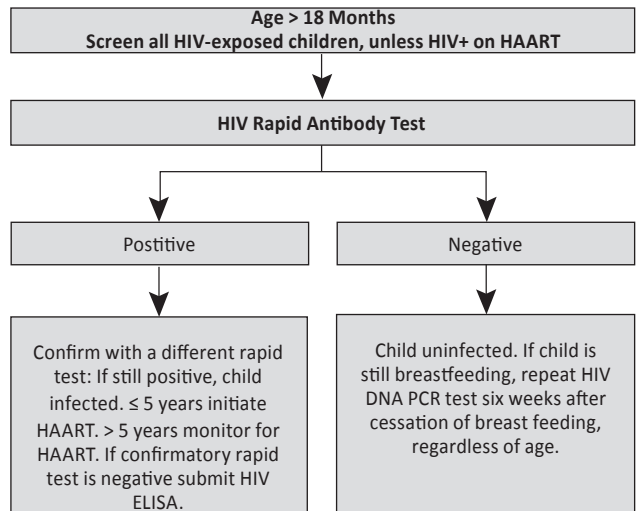 Age > 18 Months
Screen all HIV-exposed children, unless HIV+ on HAART
HIV Rapid Antibody Test
Postitive
Negative
Confirm with a different rapid
test: If still positive, child
infected. ≤ 5 years initiate
HAART. > 5 years monitor for
HAART. If confirmatory rapid
test is negative submit HIV
ELISA.
Child uninfected. If child is
still breastfeeding, repeat HIV
DNA PCR test six weeks after
cessation of breast feeding,
regardless of age.